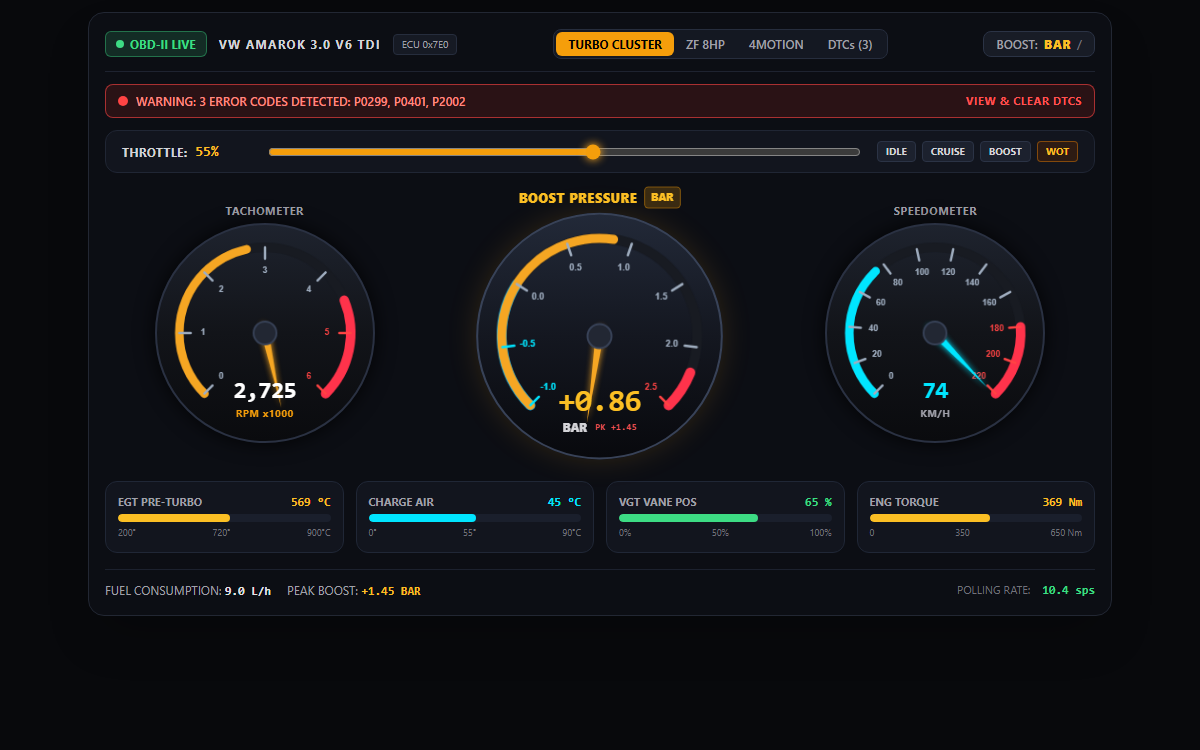 OBD-II LIVE VW AMAROK 3.0 V6 TDI ECU 0x7E0 TURBO CLUSTER ZF 8HP 4MOTION DTCs (3) BOOST: BAR /
WARNING: 3 ERROR CODES DETECTED: P0299, P0401, P2002 VIEW & CLEAR DTCS
THROTTLE: 55% IDLE CRUISE BOOST WOT
TACHOMETER
0
1
2
3
4
5
6
2,725
RPM x1000
BOOST PRESSURE BAR
-1.0
-0.5
0.0
0.5
1.0
1.5
2.0
2.5
+0.86
BAR PK +1.45
SPEEDOMETER
0
20
40
60
80
100
120
140
160
180
200
220
74
KM/H
EGT PRE-TURBO 569 °C
200° 720° 900°C
CHARGE AIR 45 °C
0° 55° 90°C
VGT VANE POS 65 %
0% 50% 100%
ENG TORQUE 369 Nm
0 350 650 Nm
FUEL CONSUMPTION: 9.0 L/h PEAK BOOST: +1.45 BAR POLLING RATE: 10.4 sps